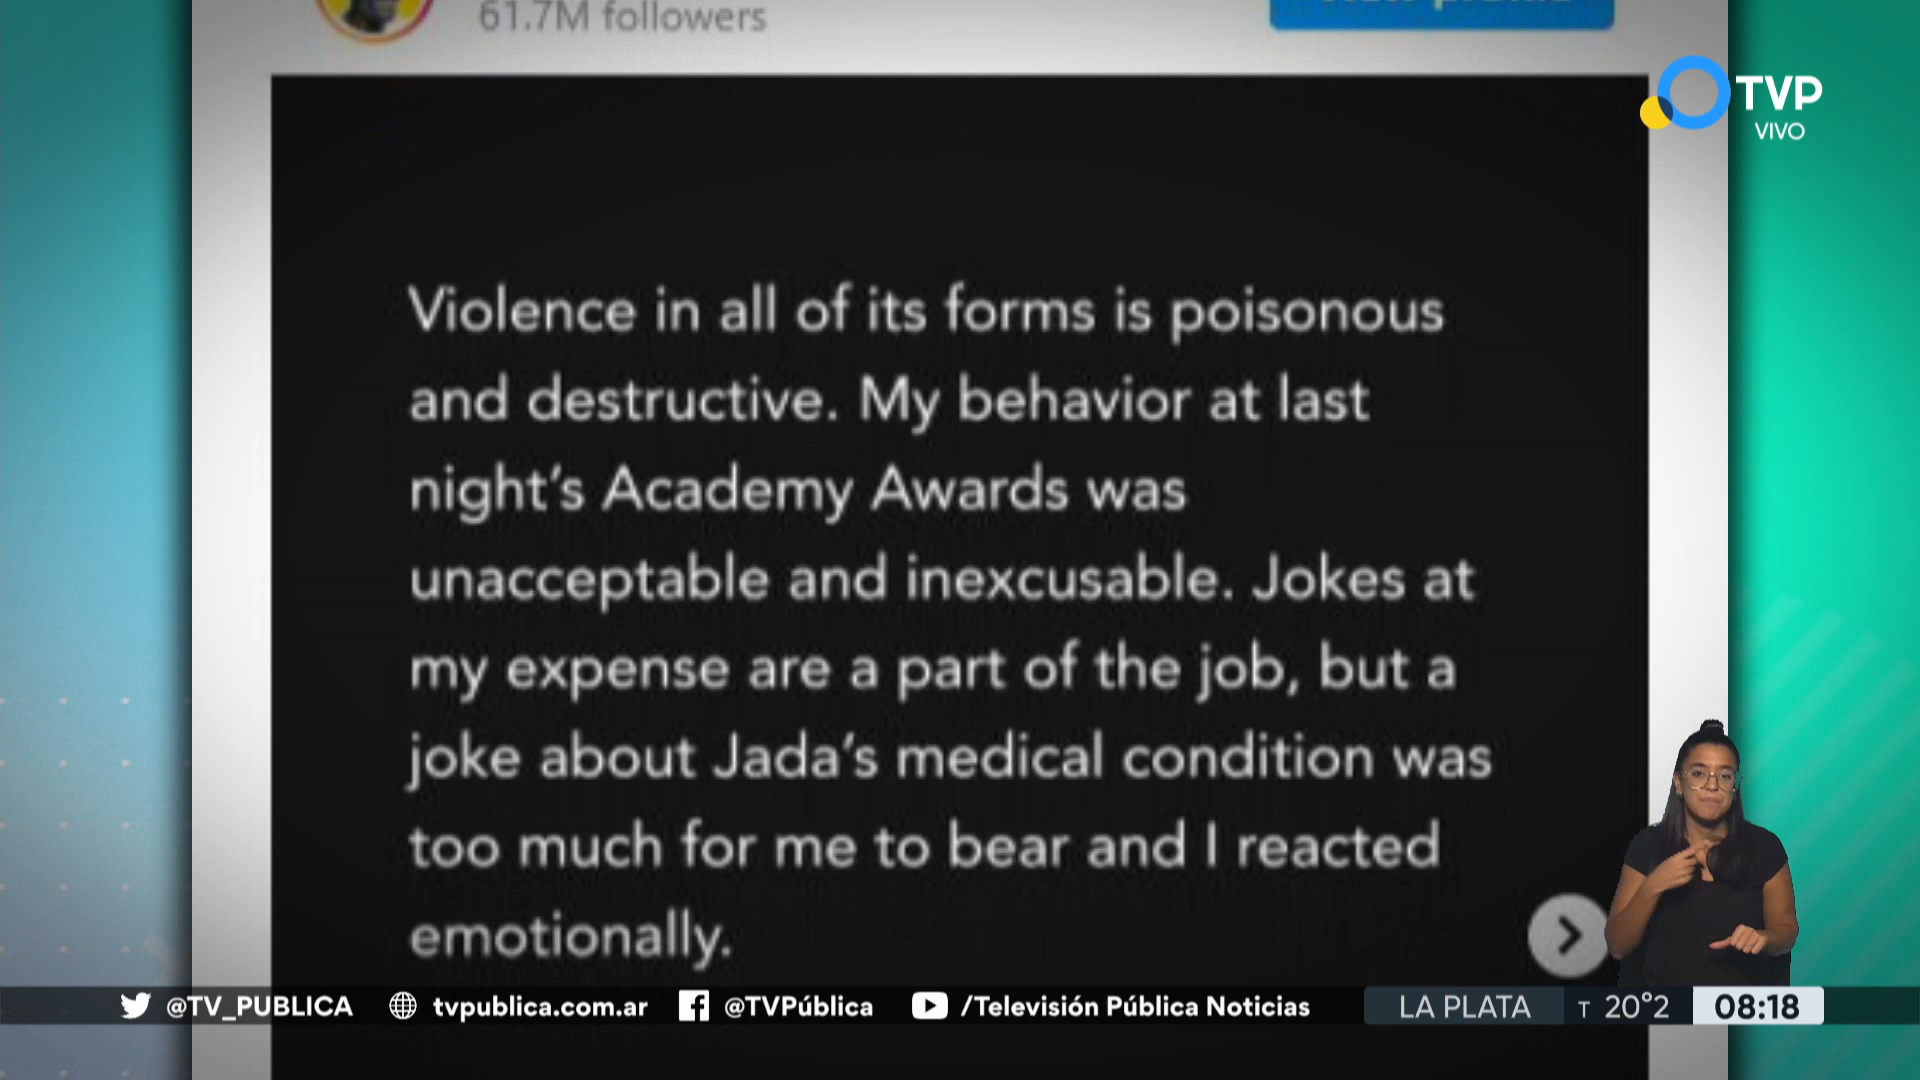 61.7M followers
TVP
VIVO
Violence in all of its forms is poisonous
and destructive. My behavior at last
night's Academy Awards was
unacceptable and inexcusable. Jokes at
my expense are a part of the job, but a
joke about Jada's medical condition was
too much for me to bear and I reacted
emotionally.
@TV_PUBLICA tvpublica.com.ar @TVPública /Televisión Pública Noticias LA PLATA T 20°2 08:18